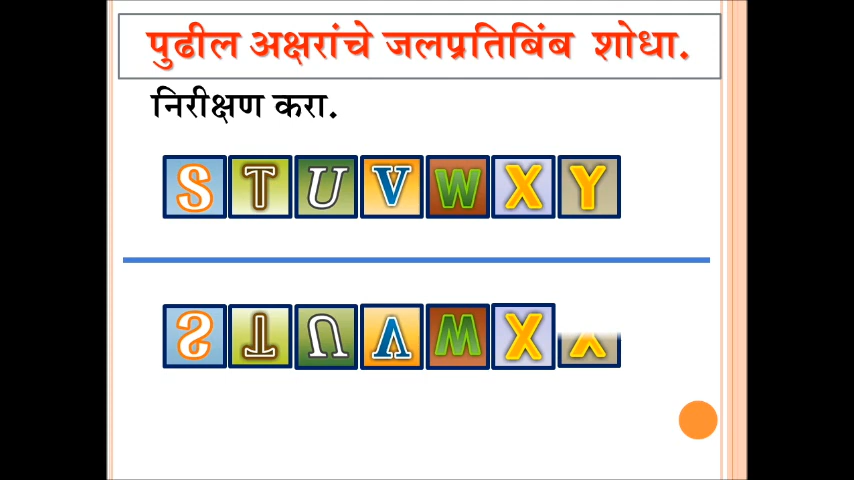 पुढील अक्षरांचे जलप्रतिबिंब शोधा.
निरीक्षण करा.
S T U V W X Y
S T U V W X